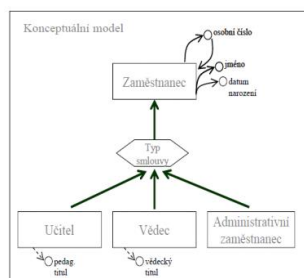 Konceptuální model
osobní číslo
jméno
Zaměstnanec
datum
narození
Typ
smlouvy
Učitel
Vědec
Administrativní
zaměstnanec
pedag.
titul
vědecký
titul